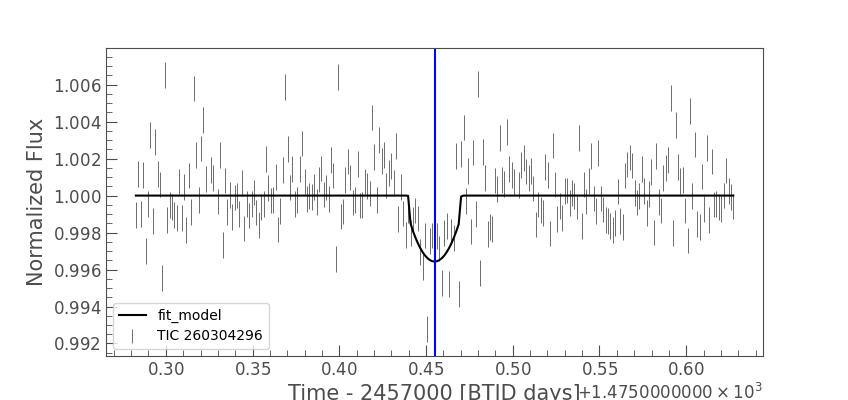 Normalized Flux
1.006
1.004
1.002
1.000
0.998
0.996
0.994
0.992
fit_model
TIC 260304296
0.30 0.35 0.40 0.45 0.50 0.55 0.60
Time - 2457000 [BTJD days]
+1.4750000000 × 10³